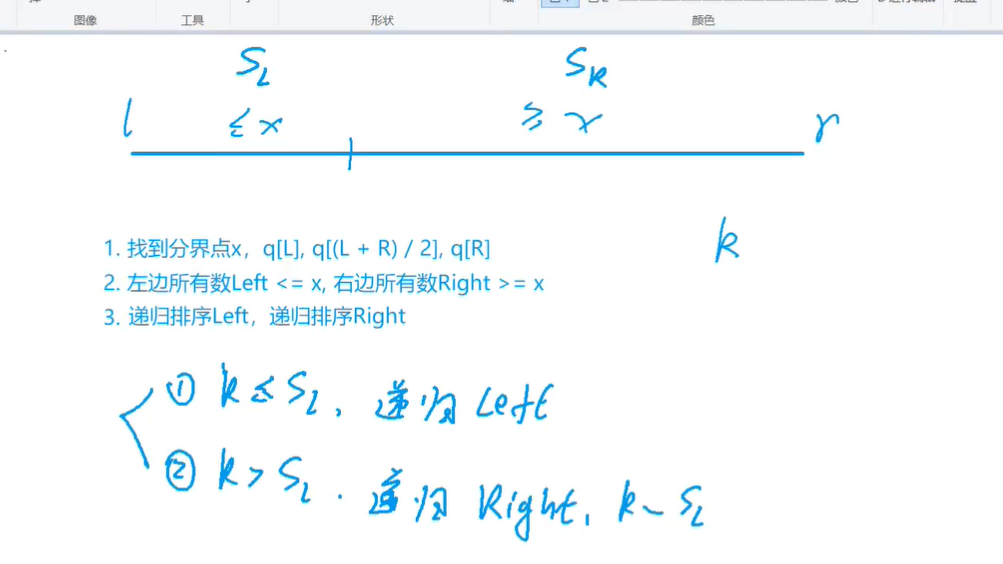 图像 工具 形状 颜色
S_L S_R
l ≤ x ≥ x r
k
1. 找到分界点x，q[L], q[(L + R) / 2], q[R]
2. 左边所有数Left <= x, 右边所有数Right >= x
3. 递归排序Left，递归排序Right
① k ≤ S_L, 递归 Left
② k > S_L. 递归 Right, k - S_L